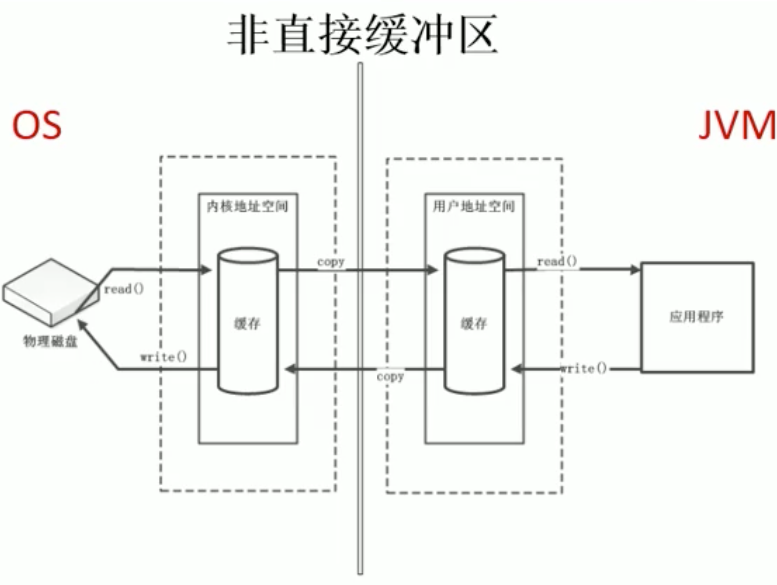 非直接缓冲区
OS
JVM
内核地址空间
用户地址空间
copy
read()
read()
缓存
缓存
应用程序
物理磁盘
write()
copy
write()